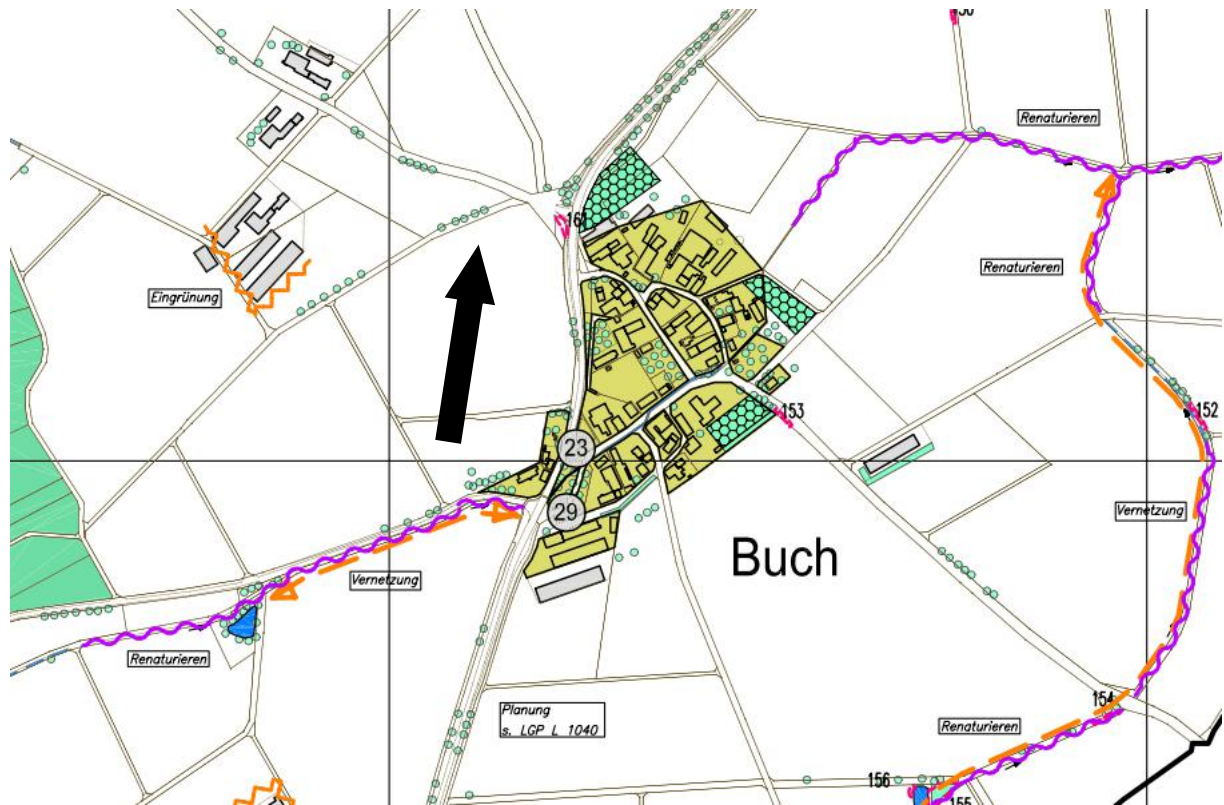 Renaturieren
161
Renaturieren
Eingrünung
153
152
23
29
Vernetzung
Buch
Vernetzung
Renaturieren
154
Planung
s. LGP L 1040
Renaturieren
156
155